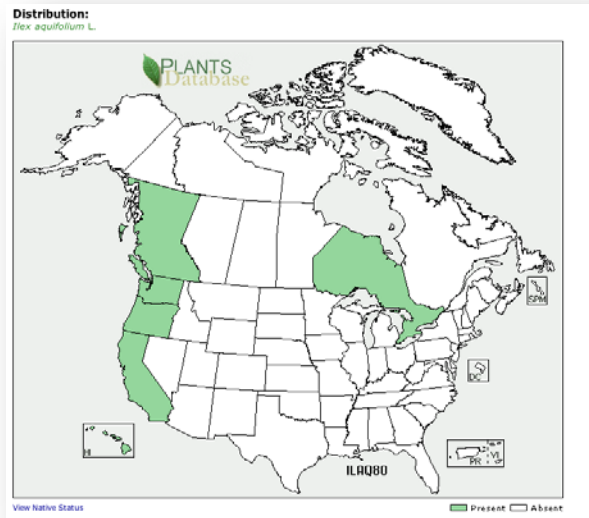 Distribution:
Ilex aquifolium L.
PLANTS
Database
SPM
DC
HI
PR
VI
ILAQ80
View Native Status
Present
Absent